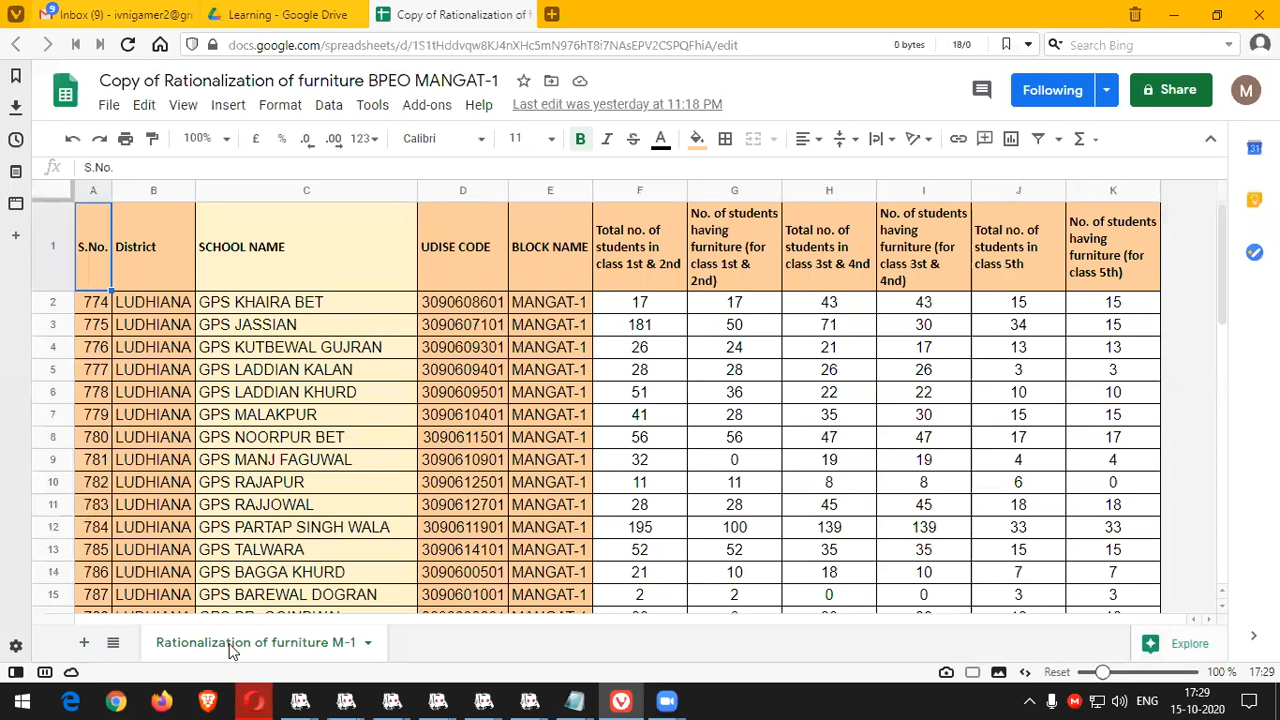 Inbox (9) - ivnigamer2@gm
Learning - Google Drive
Copy of Rationalization of f
docs.google.com/spreadsheets/d/1S1tHddvqw8KJ4nXHc5mN976hT8i7NAsEPV2CSPQFhiA/edit
0 bytes
18/0
Search Bing
Copy of Rationalization of furniture BPEO MANGAT-1
File Edit View Insert Format Data Tools Add-ons Help Last edit was yesterday at 11:18 PM
Following
Share
M
100% £ % .0 .00 123 Calibri 11 B I S A
fx S.No.
A B C D E F G H I J K
1 S.No. District SCHOOL NAME UDISE CODE BLOCK NAME
Total no. of students in class 1st & 2nd
No. of students having furniture (for class 1st & 2nd)
Total no. of students in class 3st & 4nd
No. of students having furniture (for class 3st & 4nd)
Total no. of students in class 5th
No. of students having furniture (for class 5th)
2 774 LUDHIANA GPS KHAIRA BET 3090608601 MANGAT-1 17 17 43 43 15 15
3 775 LUDHIANA GPS JASSIAN 3090607101 MANGAT-1 181 50 71 30 34 15
4 776 LUDHIANA GPS KUTBEWAL GUJRAN 3090609301 MANGAT-1 26 24 21 17 13 13
5 777 LUDHIANA GPS LADDIAN KALAN 3090609401 MANGAT-1 28 28 26 26 3 3
6 778 LUDHIANA GPS LADDIAN KHURD 3090609501 MANGAT-1 51 36 22 22 10 10
7 779 LUDHIANA GPS MALAKPUR 3090610401 MANGAT-1 41 28 35 30 15 15
8 780 LUDHIANA GPS NOORPUR BET 3090611501 MANGAT-1 56 56 47 47 17 17
9 781 LUDHIANA GPS MANJ FAGUWAL 3090610901 MANGAT-1 32 0 19 19 4 4
10 782 LUDHIANA GPS RAJAPUR 3090612501 MANGAT-1 11 11 8 8 6 0
11 783 LUDHIANA GPS RAJJOWAL 3090612701 MANGAT-1 28 28 45 45 18 18
12 784 LUDHIANA GPS PARTAP SINGH WALA 3090611901 MANGAT-1 195 100 139 139 33 33
13 785 LUDHIANA GPS TALWARA 3090614101 MANGAT-1 52 52 35 35 15 15
14 786 LUDHIANA GPS BAGGA KHURD 3090600501 MANGAT-1 21 10 18 10 7 7
15 787 LUDHIANA GPS BAREWAL DOGRAN 3090601001 MANGAT-1 2 2 0 0 3 3
Rationalization of furniture M-1
Explore
Reset 100 % 17:29
ENG
17:29
15-10-2020